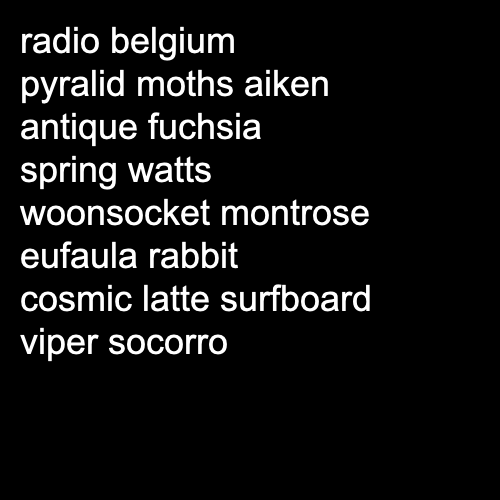 radio belgium
pyralid moths aiken
antique fuchsia
spring watts
woonsocket montrose
eufaula rabbit
cosmic latte surfboard
viper socorro